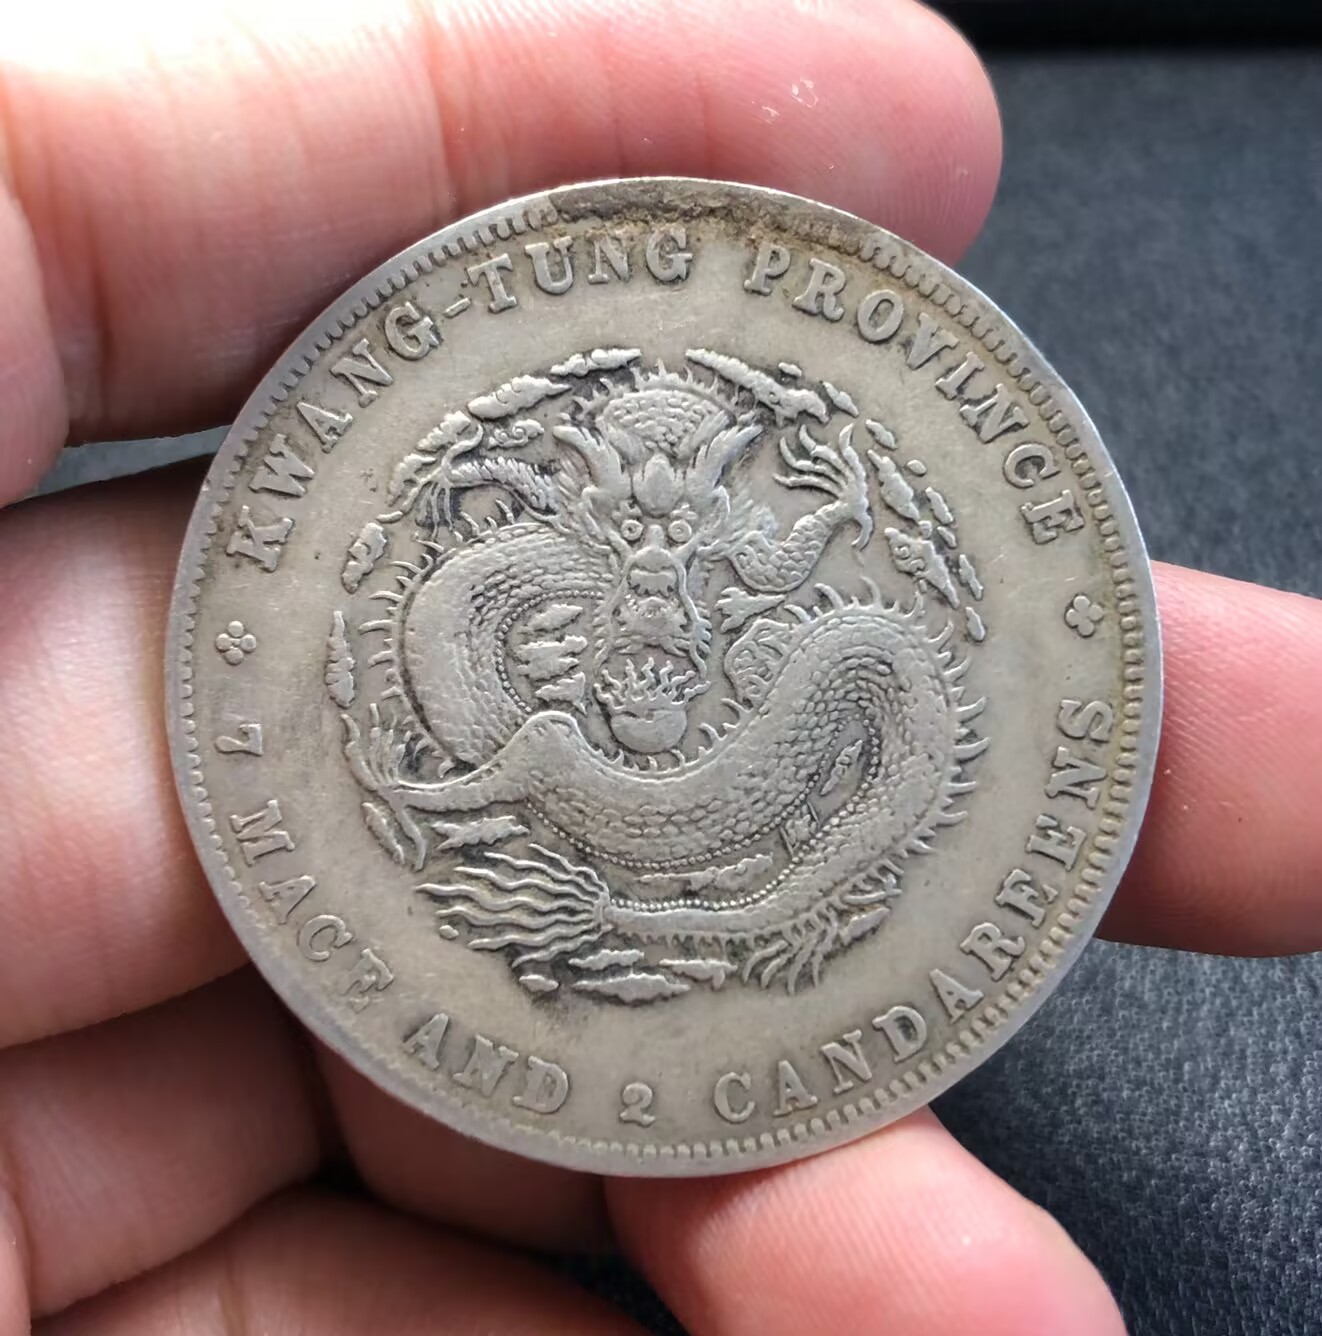 KWANG-TUNG PROVINCE
7 MACE AND 2 CANDAREENS